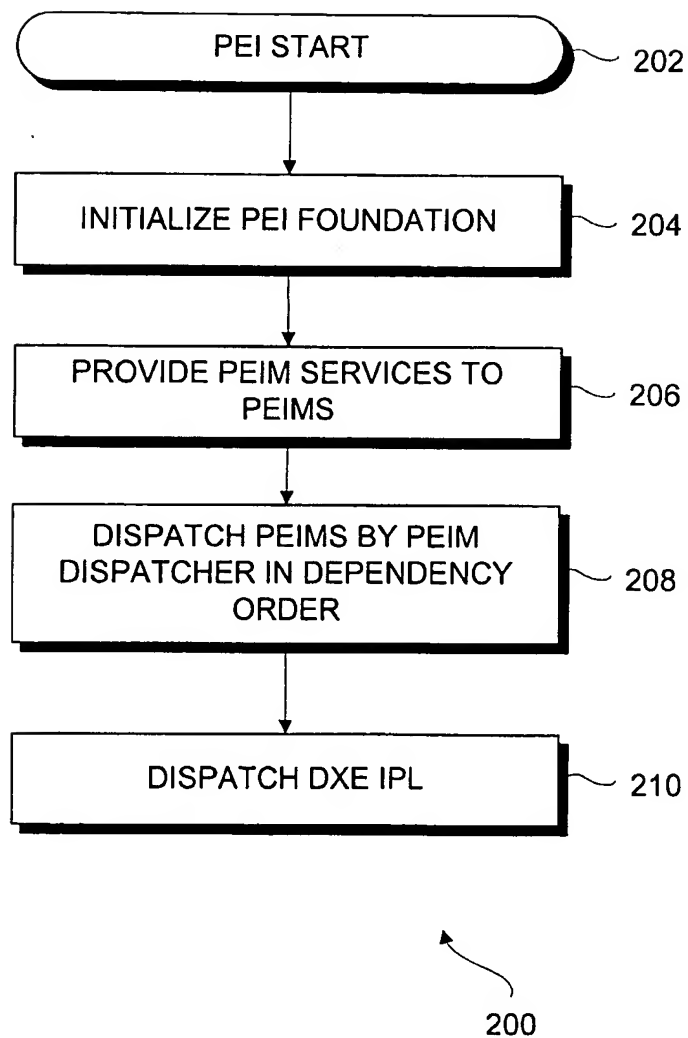 PEI START
202
INITIALIZE PEI FOUNDATION
204
PROVIDE PEIM SERVICES TO
PEIMS
206
DISPATCH PEIMS BY PEIM
DISPATCHER IN DEPENDENCY
ORDER
208
DISPATCH DXE IPL
210
200